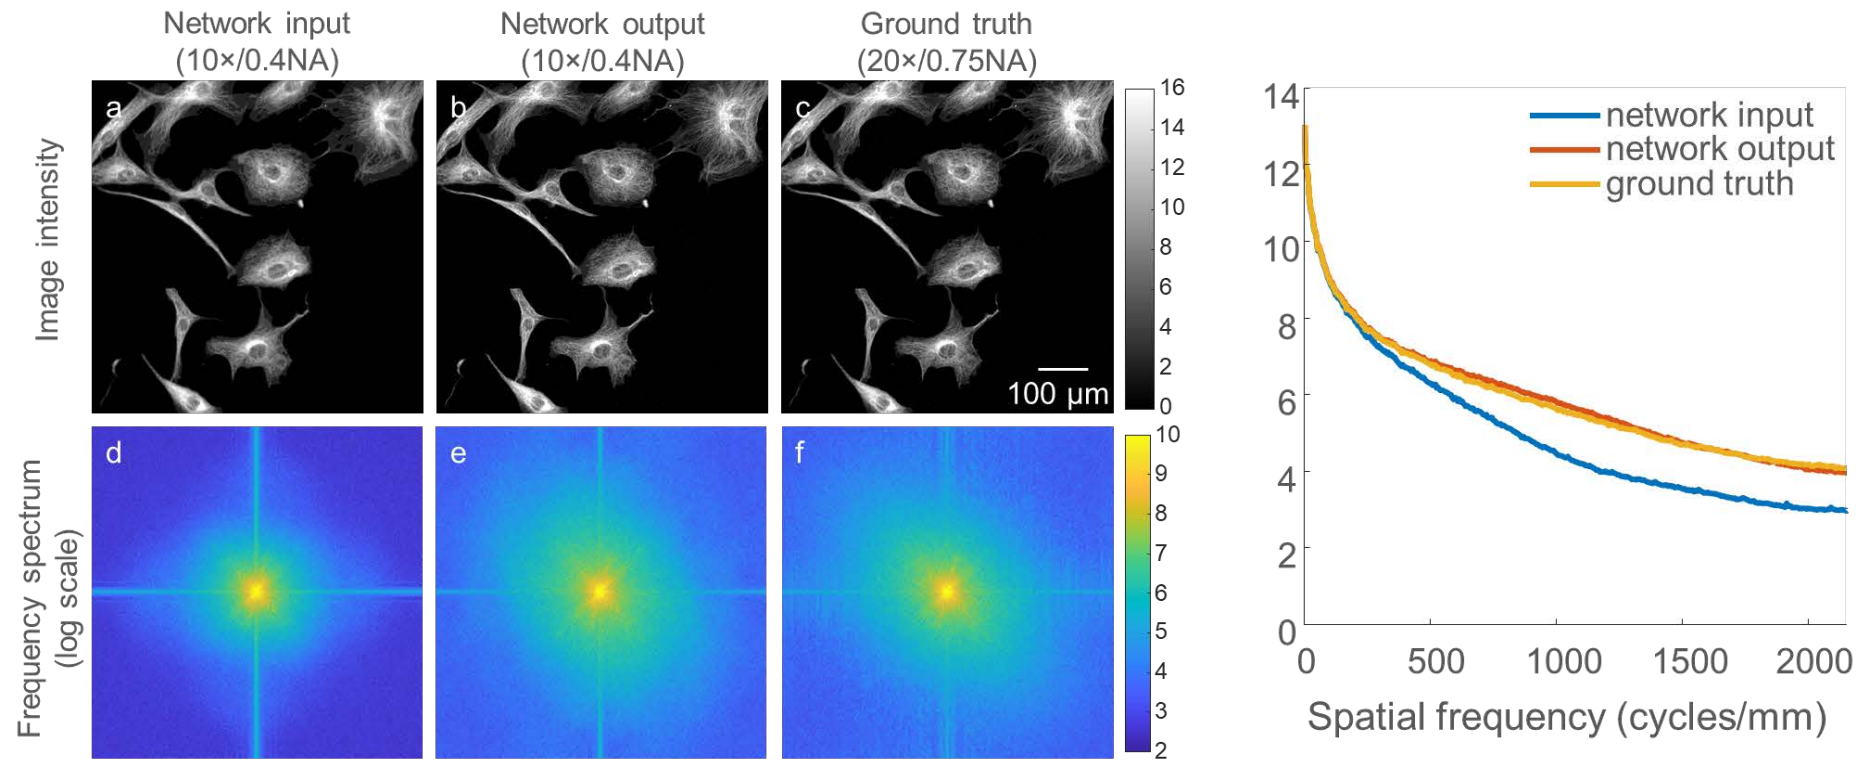 Network input
(10×/0.4NA)
Network output
(10×/0.4NA)
Ground truth
(20×/0.75NA)
Image intensity
a
b
c
100 µm
16
14
12
10
8
6
4
2
0
Frequency spectrum
(log scale)
d
e
f
10
9
8
7
6
5
4
3
2
14
12
10
8
6
4
2
0
network input
network output
ground truth
0 500 1000 1500 2000
Spatial frequency (cycles/mm)